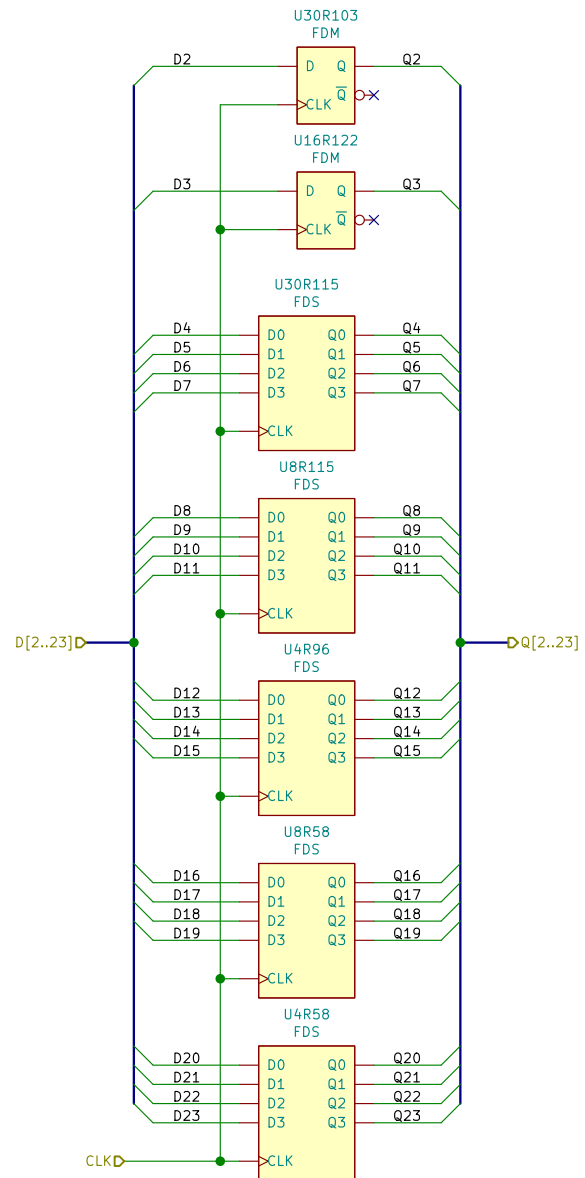 U30R103
FDM
D2 D Q Q2
Q
CLK
U16R122
FDM
D3 D Q Q3
Q
CLK
U30R115
FDS
D4 D0 Q0 Q4
D5 D1 Q1 Q5
D6 D2 Q2 Q6
D7 D3 Q3 Q7
CLK
U8R115
FDS
D8 D0 Q0 Q8
D9 D1 Q1 Q9
D10 D2 Q2 Q10
D11 D3 Q3 Q11
CLK
D[2..23] Q[2..23]
U4R96
FDS
D12 D0 Q0 Q12
D13 D1 Q1 Q13
D14 D2 Q2 Q14
D15 D3 Q3 Q15
CLK
U8R58
FDS
D16 D0 Q0 Q16
D17 D1 Q1 Q17
D18 D2 Q2 Q18
D19 D3 Q3 Q19
CLK
U4R58
FDS
D20 D0 Q0 Q20
D21 D1 Q1 Q21
D22 D2 Q2 Q22
D23 D3 Q3 Q23
CLK CLK